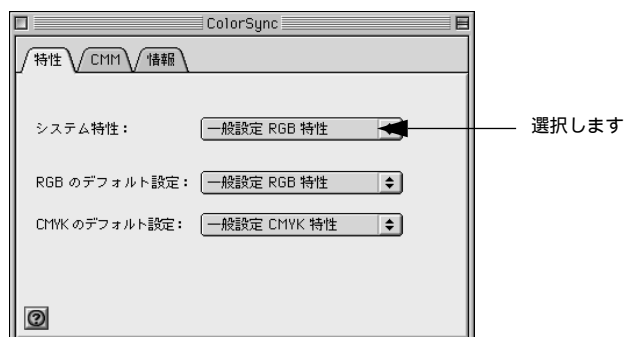 ColorSync
特性 CMM 情報
システム特性： 一般設定 RGB 特性 選択します
RGB のデフォルト設定： 一般設定 RGB 特性
CMYK のデフォルト設定： 一般設定 CMYK 特性
?